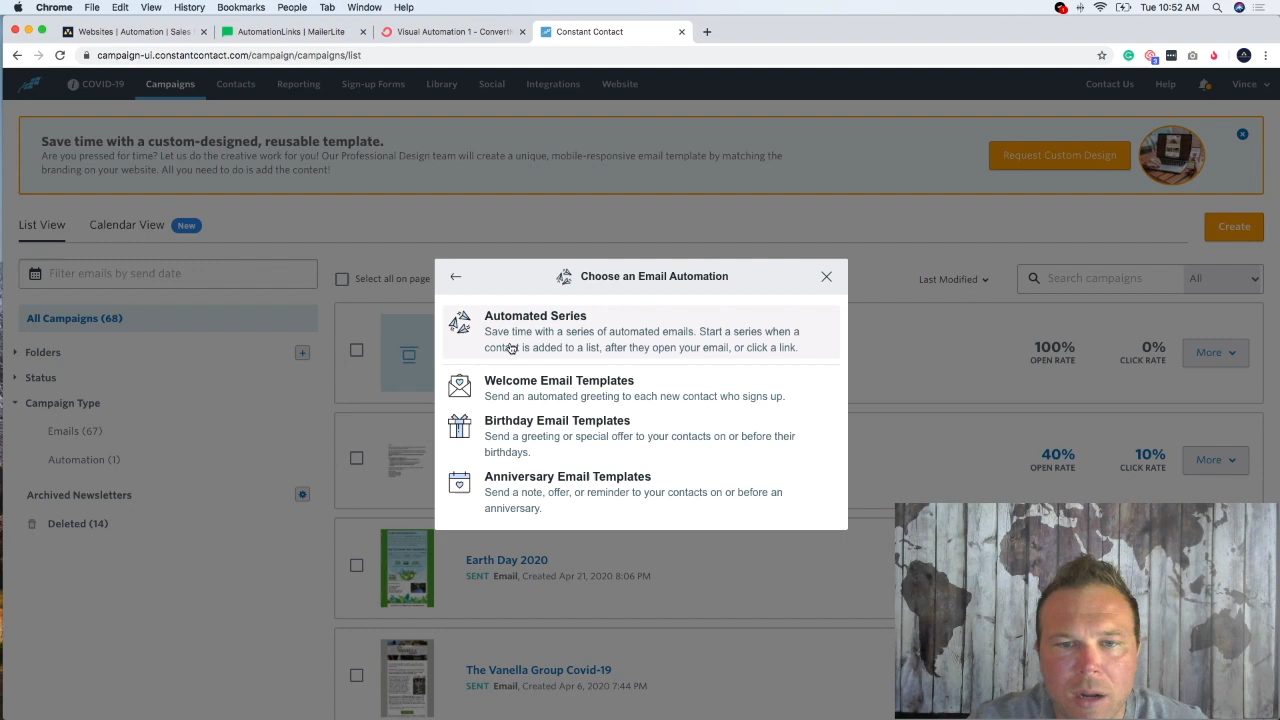 Chrome File Edit View History Bookmarks People Tab Window Help Tue 10:52 AM
Websites | Automation | Sales
AutomationLinks | MailerLite
Visual Automation 1 - ConvertK
Constant Contact
campaign-ui.constantcontact.com/campaign/campaigns/list
COVID-19 Campaigns Contacts Reporting Sign-up Forms Library Social Integrations Website Contact Us Help Vince
Save time with a custom-designed, reusable template.
Are you pressed for time? Let us do the creative work for you! Our Professional Design team will create a unique, mobile-responsive email template by matching the
branding on your website. All you need to do is add the content!
Request Custom Design
List View Calendar View New
Create
Filter emails by send date
Select all on page
Last Modified
Search campaigns
All
All Campaigns (68)
Folders
Status
Campaign Type
Emails (67)
Automation (1)
Archived Newsletters
Deleted (14)
Choose an Email Automation
Automated Series
Save time with a series of automated emails. Start a series when a
contact is added to a list, after they open your email, or click a link.
Welcome Email Templates
Send an automated greeting to each new contact who signs up.
Birthday Email Templates
Send a greeting or special offer to your contacts on or before their
birthdays.
Anniversary Email Templates
Send a note, offer, or reminder to your contacts on or before an
anniversary.
100% 0% More
OPEN RATE CLICK RATE
40% 10% More
OPEN RATE CLICK RATE
Earth Day 2020
SENT Email, Created Apr 21, 2020 8:06 PM
The Vanella Group Covid-19
SENT Email, Created Apr 6, 2020 7:44 PM